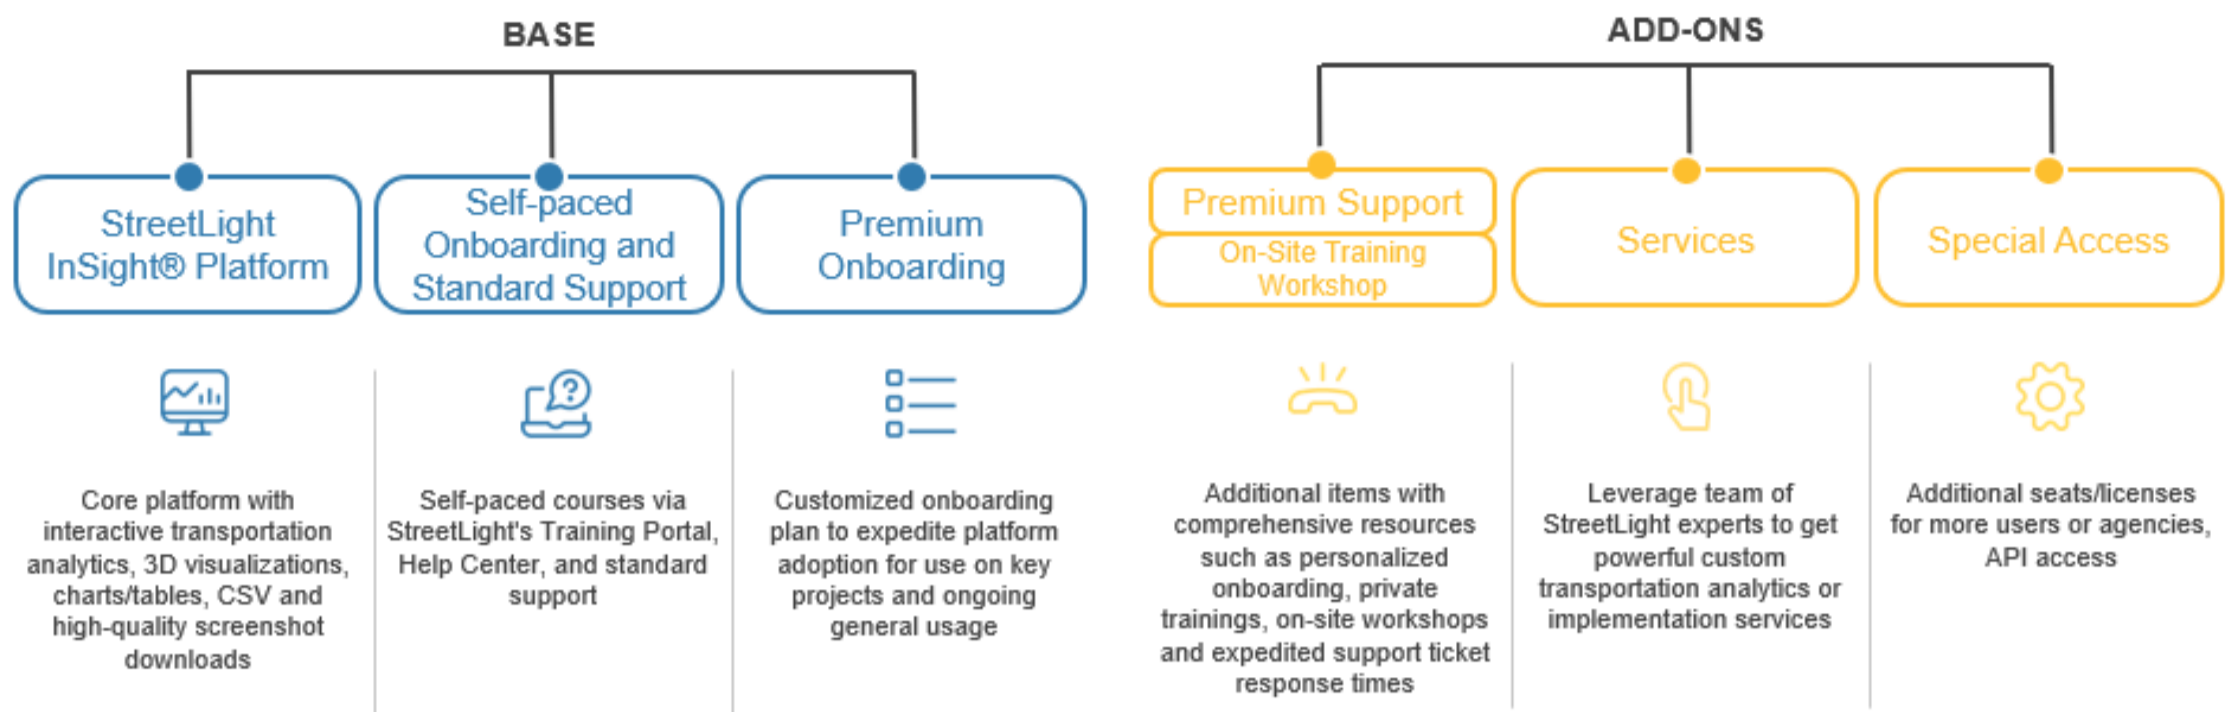 BASE
StreetLight
InSight® Platform
Self-paced
Onboarding and
Standard Support
Premium
Onboarding
Core platform with
interactive transportation
analytics, 3D visualizations,
charts/tables, CSV and
high-quality screenshot
downloads
Self-paced courses via
StreetLight's Training Portal,
Help Center, and standard
support
Customized onboarding
plan to expedite platform
adoption for use on key
projects and ongoing
general usage
ADD-ONS
Premium Support
On-Site Training
Workshop
Services
Special Access
Additional items with
comprehensive resources
such as personalized
onboarding, private
trainings, on-site workshops
and expedited support ticket
response times
Leverage team of
StreetLight experts to get
powerful custom
transportation analytics or
implementation services
Additional seats/licenses
for more users or agencies,
API access